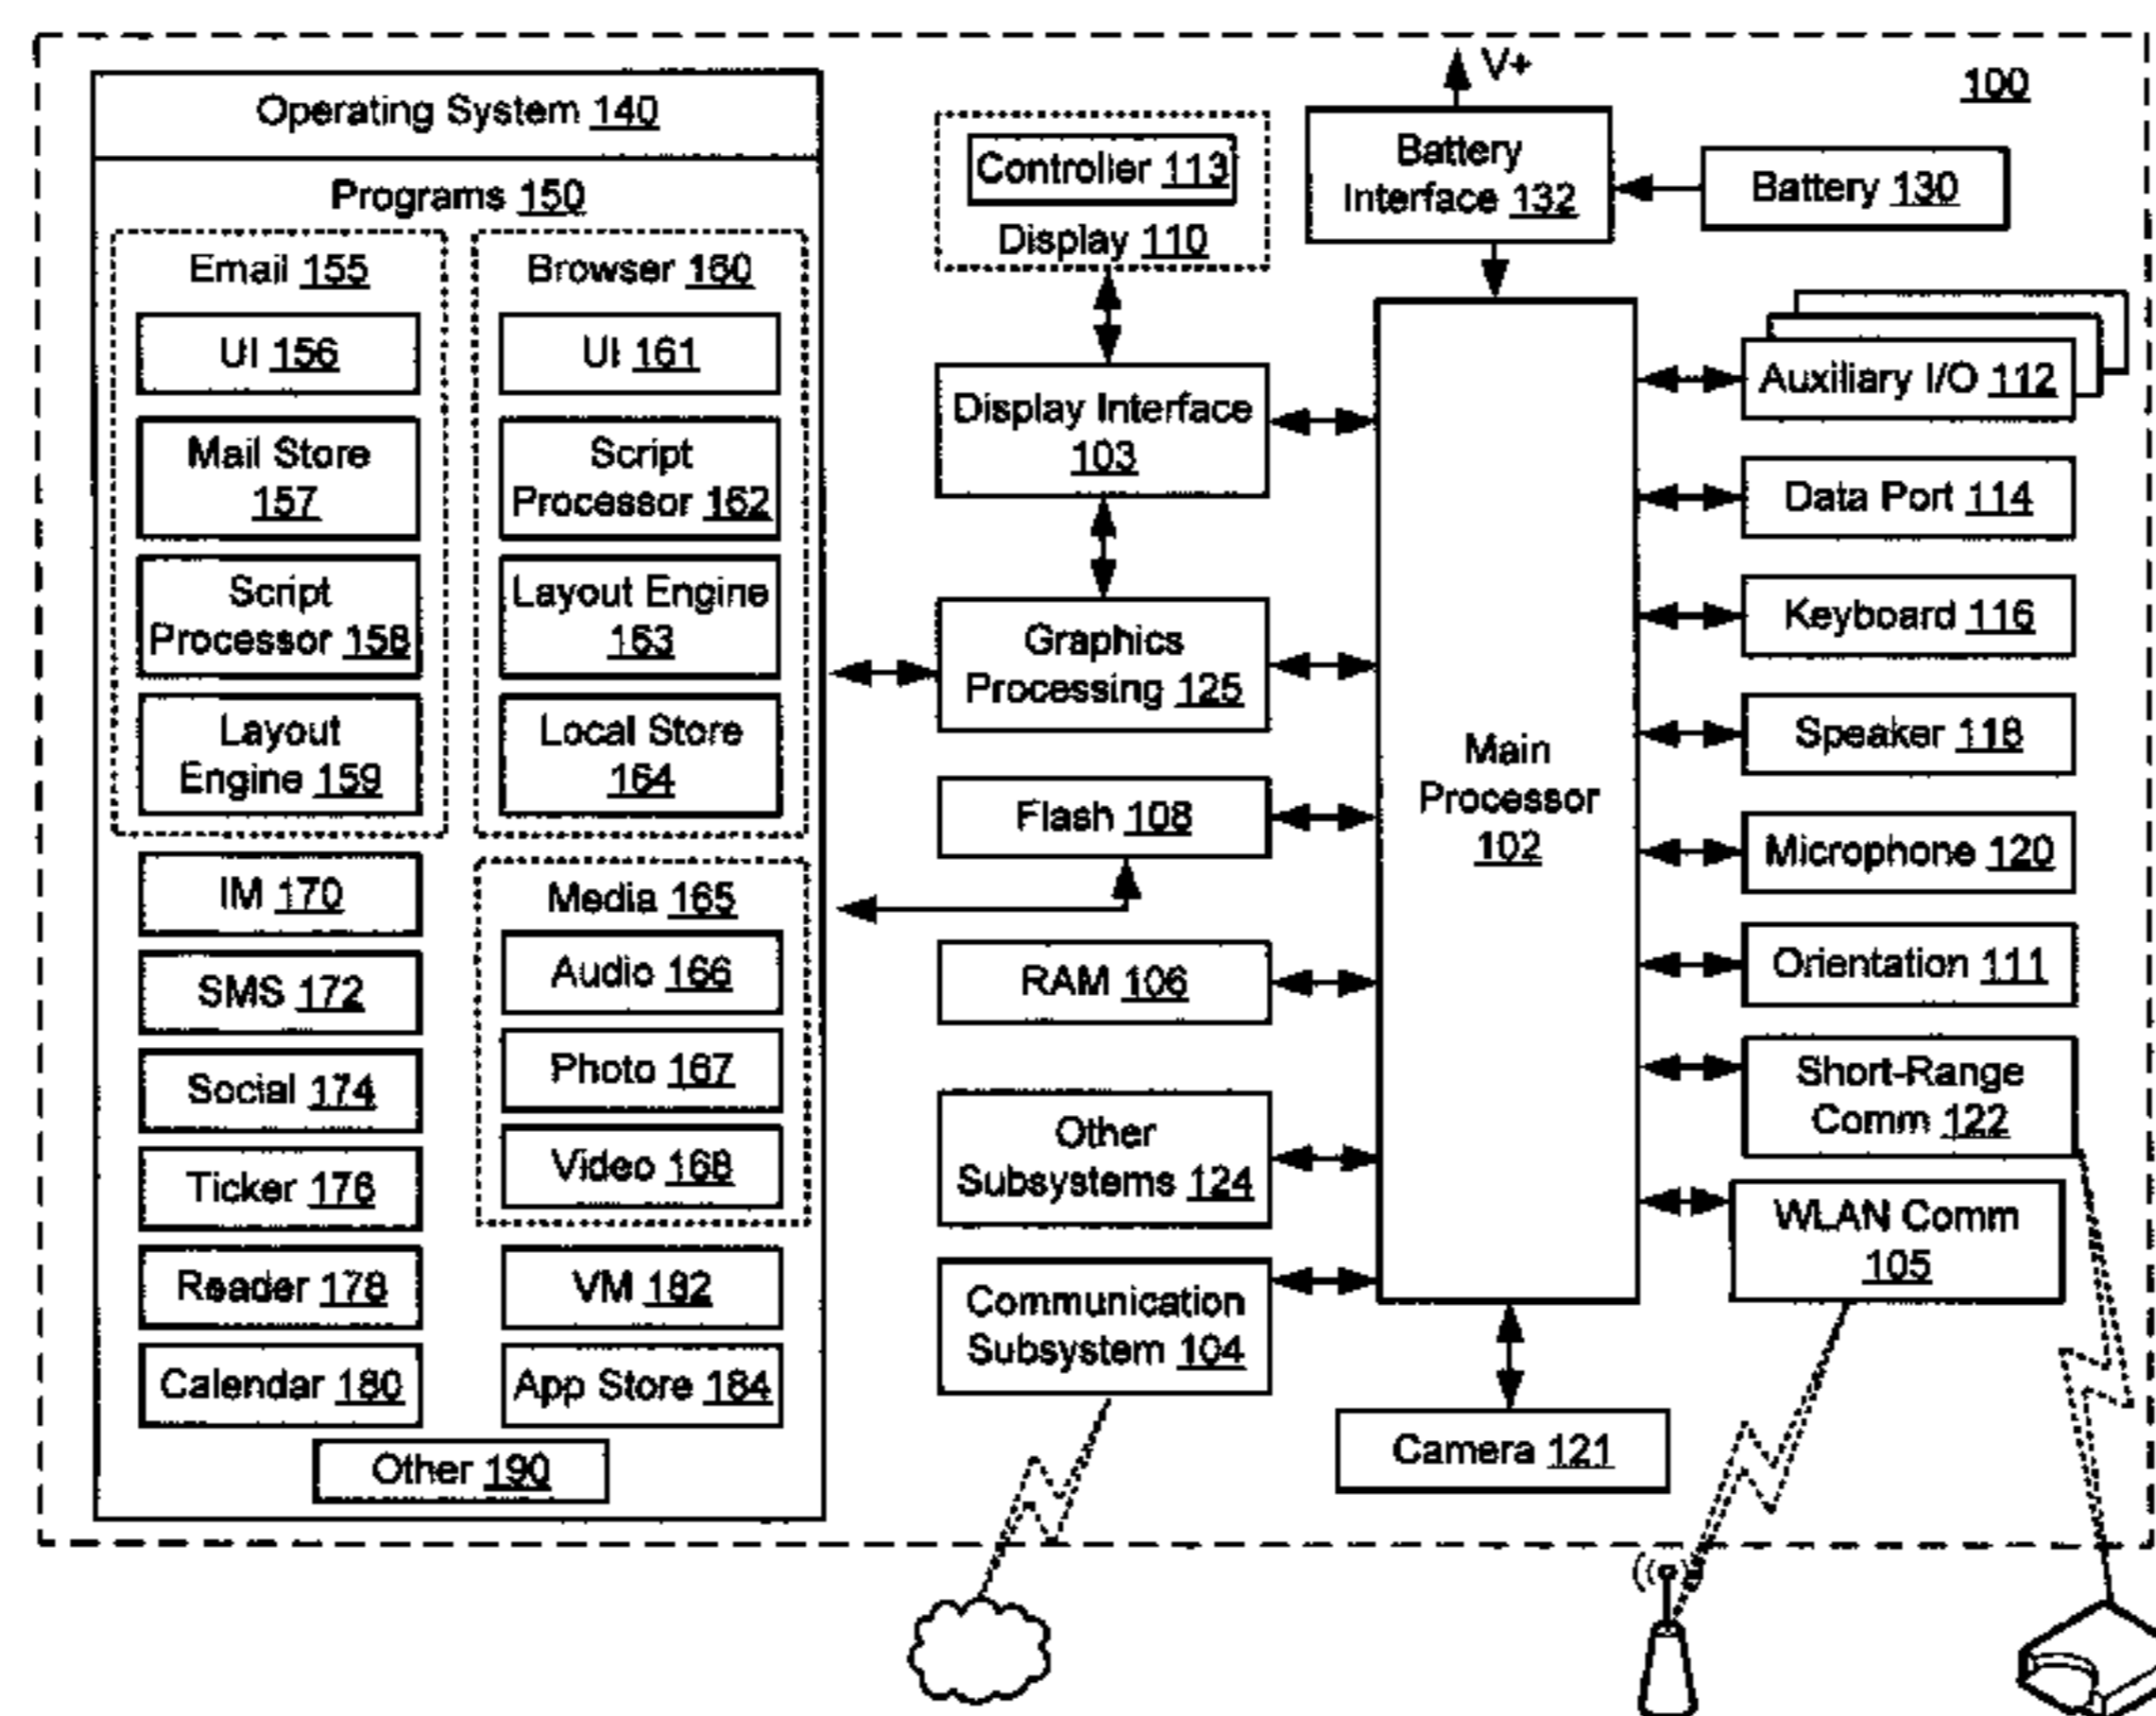 Operating System 140
Programs 150
Email 155
UI 156
Mail Store
157
Script
Processor 158
Layout
Engine 159
Browser 160
UI 161
Script
Processor 162
Layout Engine
163
Local Store
164
IM 170
SMS 172
Social 174
Ticker 176
Reader 178
Calendar 180
Media 165
Audio 166
Photo 167
Video 168
VM 182
App Store 184
Other 190
Controller 113
Display 110
Display Interface
103
Graphics
Processing 125
Flash 108
RAM 106
Other
Subsystems 124
Communication
Subsystem 104
V+
Battery
Interface 132
100
Battery 130
Main
Processor
102
Camera 121
Auxiliary I/O 112
Data Port 114
Keyboard 116
Speaker 118
Microphone 120
Orientation 111
Short-Range
Comm 122
WLAN Comm
105